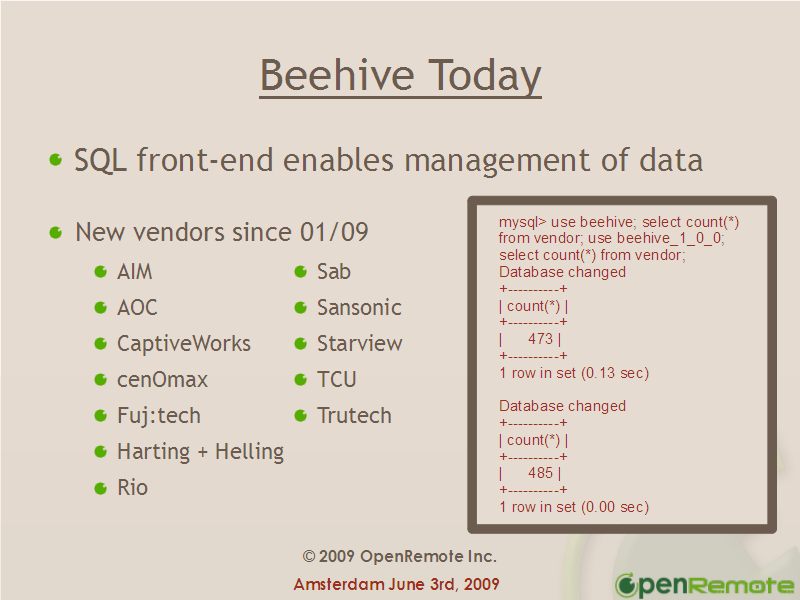 Beehive Today
SQL front-end enables management of data
New vendors since 01/09
AIM
AOC
CaptiveWorks
cenOmax
Fuj:tech
Harting + Helling
Rio
Sab
Sansonic
Starview
TCU
Trutech
mysql> use beehive; select count(*)
from vendor; use beehive_1_0_0;
select count(*) from vendor;
Database changed
+----------+
| count(*) |
+----------+
| 473 |
+----------+
1 row in set (0.13 sec)
Database changed
+----------+
| count(*) |
+----------+
| 485 |
+----------+
1 row in set (0.00 sec)
© 2009 OpenRemote Inc.
Amsterdam June 3rd, 2009
OpenRemote